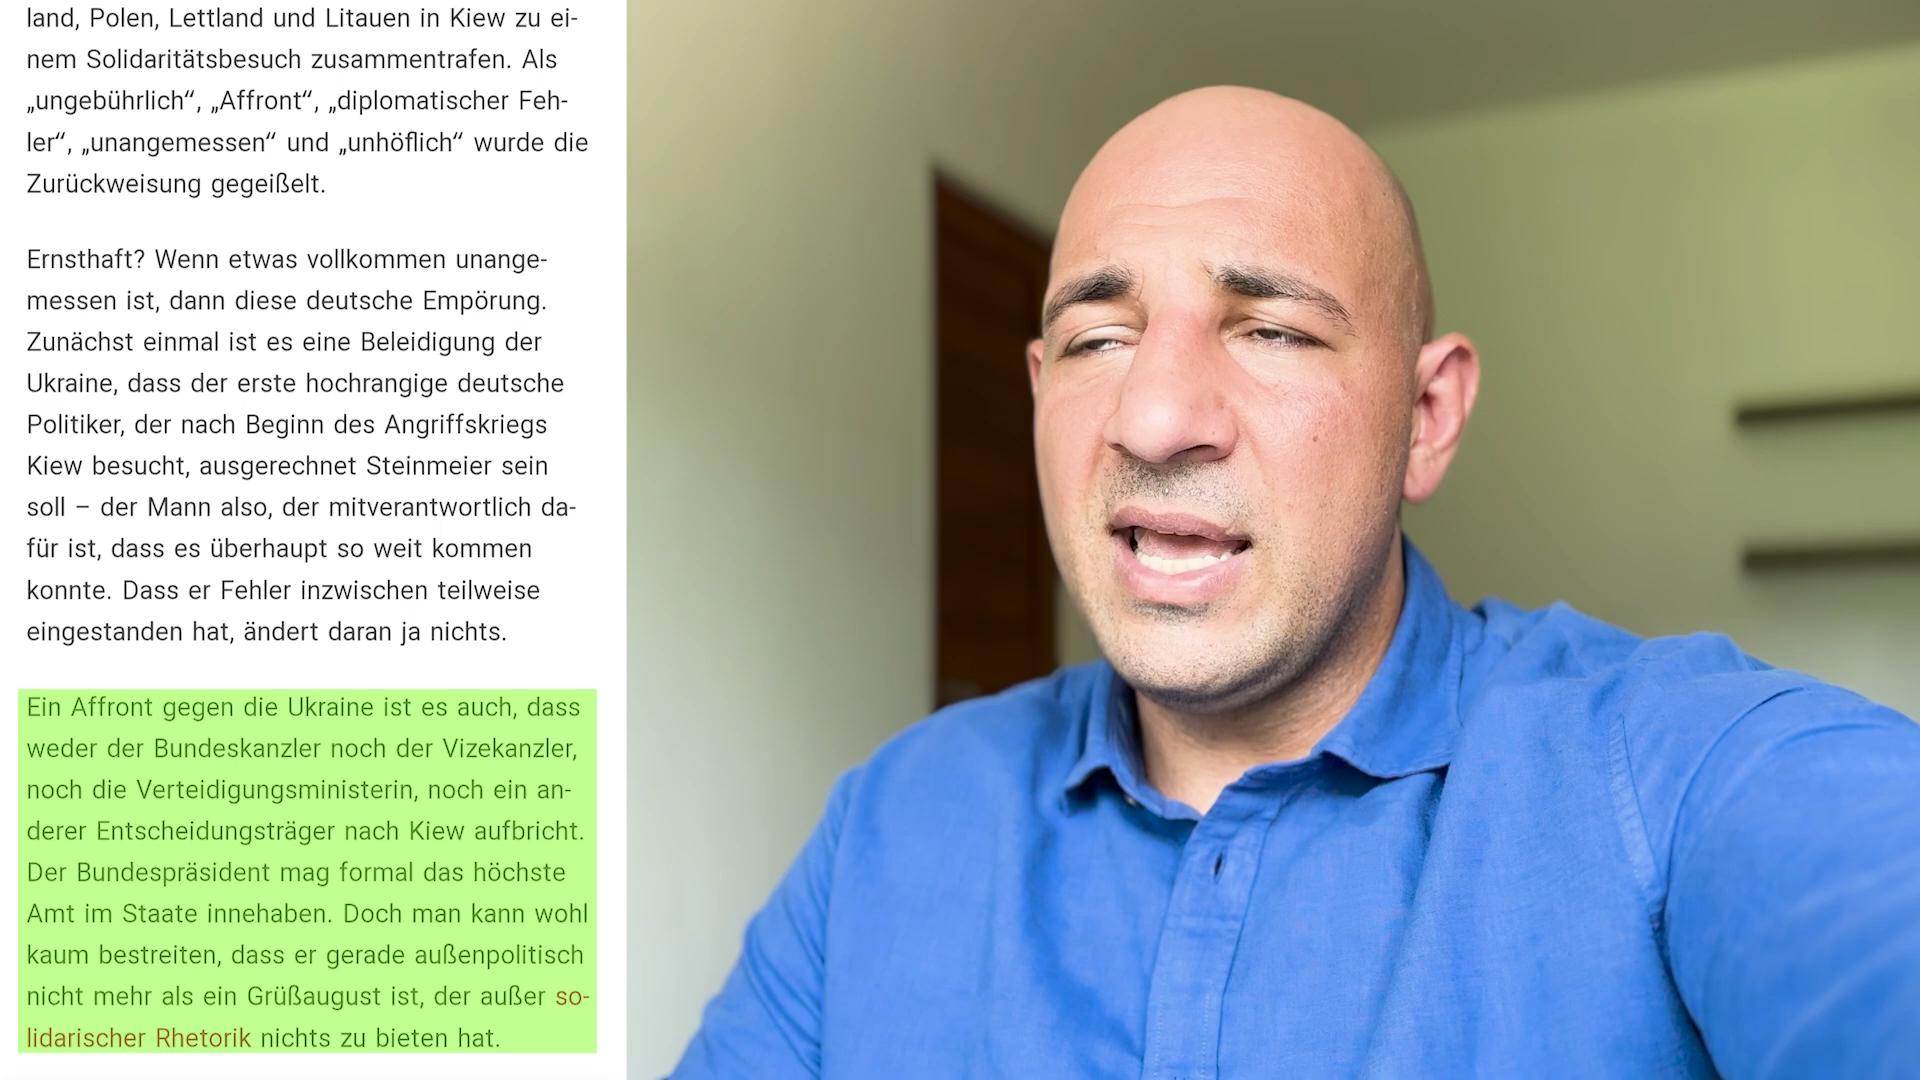 land, Polen, Lettland und Litauen in Kiew zu ei-
nem Solidaritätsbesuch zusammentrafen. Als
„ungebührlich“, „Affront“, „diplomatischer Feh-
ler“, „unangemessen“ und „unhöflich“ wurde die
Zurückweisung gegeißelt.
Ernsthaft? Wenn etwas vollkommen unange-
messen ist, dann diese deutsche Empörung.
Zunächst einmal ist es eine Beleidigung der
Ukraine, dass der erste hochrangige deutsche
Politiker, der nach Beginn des Angriffskriegs
Kiew besucht, ausgerechnet Steinmeier sein
soll – der Mann also, der mitverantwortlich da-
für ist, dass es überhaupt so weit kommen
konnte. Dass er Fehler inzwischen teilweise
eingestanden hat, ändert daran ja nichts.
Ein Affront gegen die Ukraine ist es auch, dass
weder der Bundeskanzler noch der Vizekanzler,
noch die Verteidigungsministerin, noch ein an-
derer Entscheidungsträger nach Kiew aufbricht.
Der Bundespräsident mag formal das höchste
Amt im Staate innehaben. Doch man kann wohl
kaum bestreiten, dass er gerade außenpolitisch
nicht mehr als ein Grüßaugust ist, der außer so-
lidarischer Rhetorik nichts zu bieten hat.